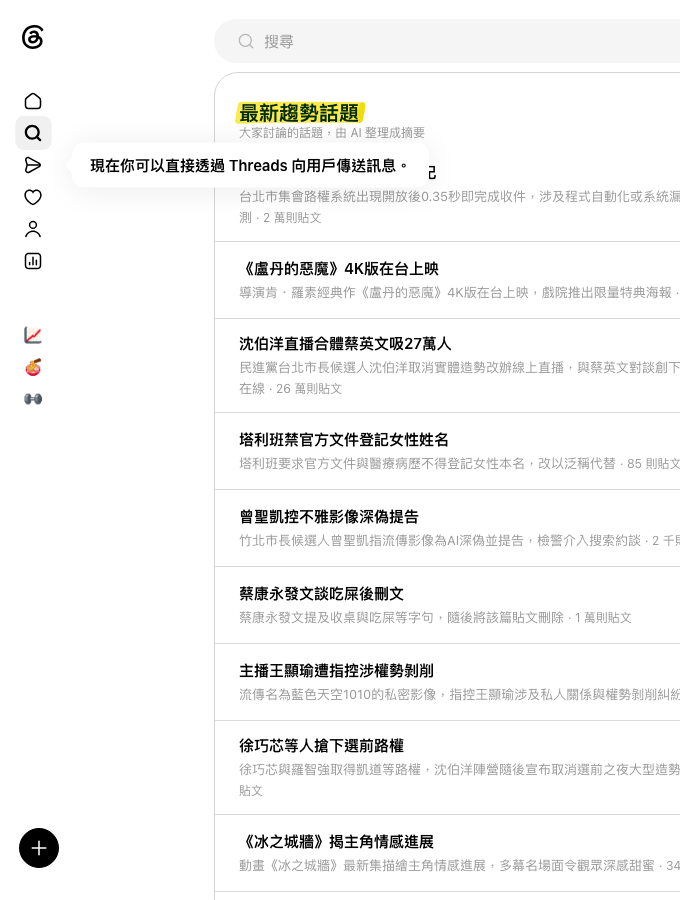 搜尋
最新趨勢話題
大家討論的話題，由 AI 整理成摘要
現在你可以直接透過 Threads 向用戶傳送訊息。
台北市集會路權系統出現開放後0.35秒即完成收件，涉及程式自動化或系統漏
測 · 2 萬則貼文
《盧丹的惡魔》4K版在台上映
導演肯．羅素經典作《盧丹的惡魔》4K版在台上映，戲院推出限量特典海報 ·
沈伯洋直播合體蔡英文吸27萬人
民進黨台北市長候選人沈伯洋取消實體造勢改辦線上直播，與蔡英文對談創下
在線 · 26 萬則貼文
塔利班禁官方文件登記女性姓名
塔利班要求官方文件與醫療病歷不得登記女性本名，改以泛稱代替 · 85 則貼文
曾聖凱控不雅影像深偽提告
竹北市長候選人曾聖凱指流傳影像為AI深偽並提告，檢警介入搜索約談 · 2 千則
蔡康永發文談吃屎後刪文
蔡康永發文提及收桌與吃屎等字句，隨後將該篇貼文刪除 · 1 萬則貼文
主播王顯瑜遭指控涉權勢剝削
流傳名為藍色天空1010的私密影像，指控王顯瑜涉及私人關係與權勢剝削糾紛
徐巧芯等人搶下選前路權
徐巧芯與羅智強取得凱道等路權，沈伯洋陣營隨後宣布取消選前之夜大型造勢
貼文
《冰之城牆》揭主角情感進展
動畫《冰之城牆》最新集描繪主角情感進展，多幕名場面令觀眾深感甜蜜 · 34